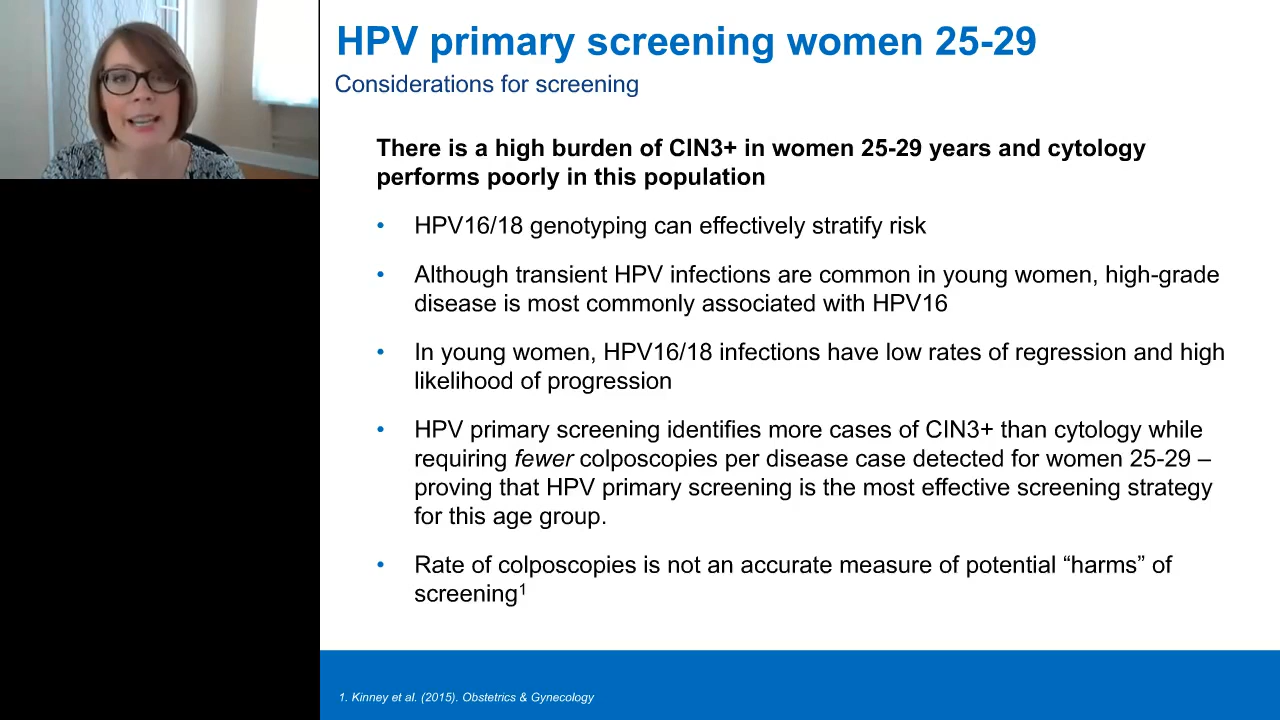 HPV primary screening women 25-29
Considerations for screening
There is a high burden of CIN3+ in women 25-29 years and cytology
performs poorly in this population
• HPV16/18 genotyping can effectively stratify risk
• Although transient HPV infections are common in young women, high-grade
disease is most commonly associated with HPV16
• In young women, HPV16/18 infections have low rates of regression and high
likelihood of progression
• HPV primary screening identifies more cases of CIN3+ than cytology while
requiring fewer colposcopies per disease case detected for women 25-29 –
proving that HPV primary screening is the most effective screening strategy
for this age group.
• Rate of colposcopies is not an accurate measure of potential “harms” of
screening¹
1. Kinney et al. (2015). Obstetrics & Gynecology